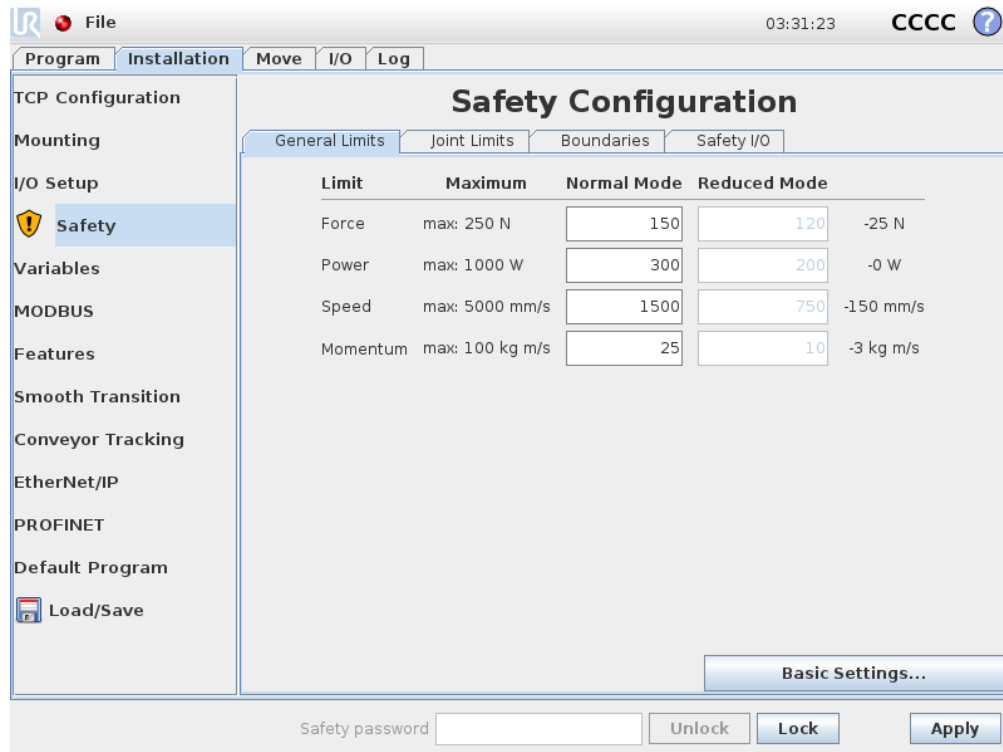 UR File 03:31:23 CCCC ?
Program Installation Move I/O Log
TCP Configuration
Mounting
I/O Setup
Safety
Variables
MODBUS
Features
Smooth Transition
Conveyor Tracking
EtherNet/IP
PROFINET
Default Program
Load/Save
Safety Configuration
General Limits Joint Limits Boundaries Safety I/O
Limit Maximum Normal Mode Reduced Mode
Force max: 250 N 150 120 -25 N
Power max: 1000 W 300 200 -0 W
Speed max: 5000 mm/s 1500 750 -150 mm/s
Momentum max: 100 kg m/s 25 10 -3 kg m/s
Basic Settings...
Safety password Unlock Lock Apply